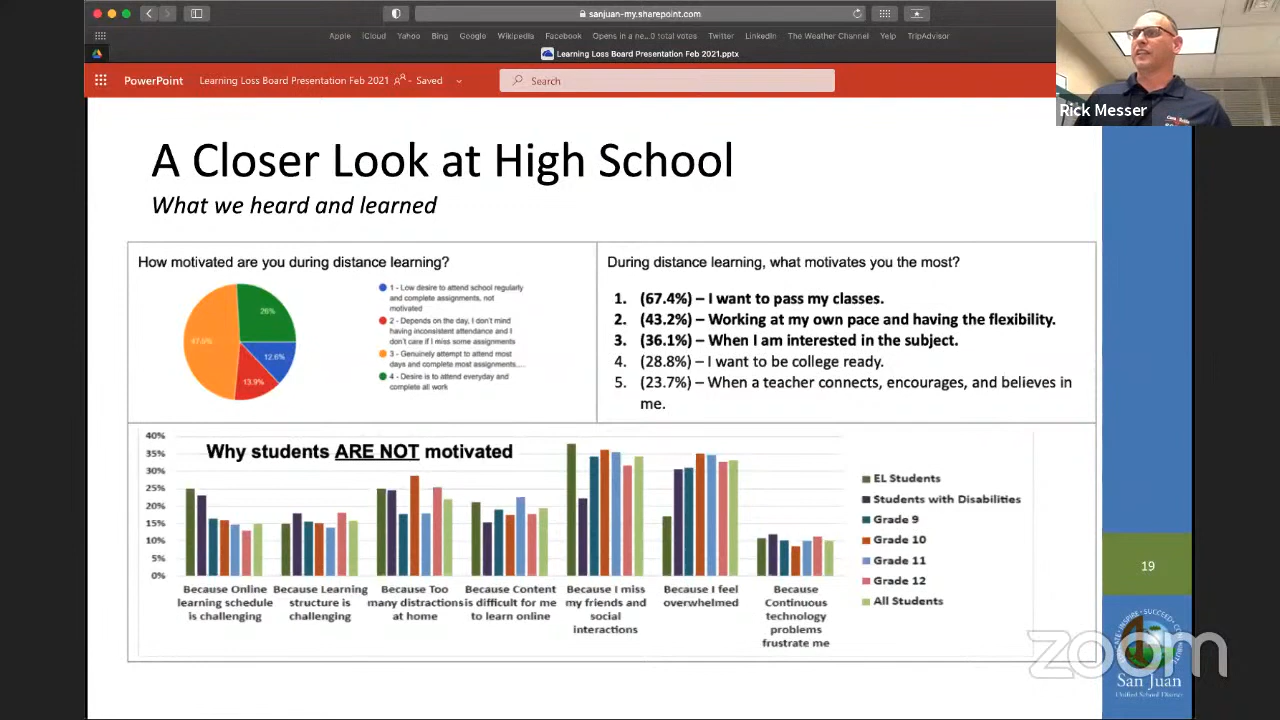 sanjuan-my.sharepoint.com
Apple iCloud Yahoo Bing Google Wikipedia Facebook Opens in a ne...0 total votes Twitter LinkedIn The Weather Channel Yelp TripAdvisor
Learning Loss Board Presentation Feb 2021.pptx
PowerPoint Learning Loss Board Presentation Feb 2021 - Saved Search
Rick Messer
A Closer Look at High School
What we heard and learned
How motivated are you during distance learning?
26%
12.6%
13.9%
1 - Low desire to attend school regularly
and complete assignments, not
motivated
2 - Depends on the day, I don't mind
having inconsistent attendance and I
don't care if I miss some assignments
3 - Genuinely attempt to attend most
days and complete most assignments....
4 - Desire is to attend everyday and
complete all work
During distance learning, what motivates you the most?
1. (67.4%) – I want to pass my classes.
2. (43.2%) – Working at my own pace and having the flexibility.
3. (36.1%) – When I am interested in the subject.
4. (28.8%) – I want to be college ready.
5. (23.7%) – When a teacher connects, encourages, and believes in
me.
Why students ARE NOT motivated
40%
35%
30%
25%
20%
15%
10%
5%
0%
Because Online
learning schedule
is challenging
Because Learning
structure is
challenging
Because Too
many distractions
at home
Because Content
is difficult for me
to learn online
Because I miss
my friends and
social
interactions
Because I feel
overwhelmed
Because
Continuous
technology
problems
frustrate me
EL Students
Students with Disabilities
Grade 9
Grade 10
Grade 11
Grade 12
All Students
19
zoom
San Juan
Unified School District